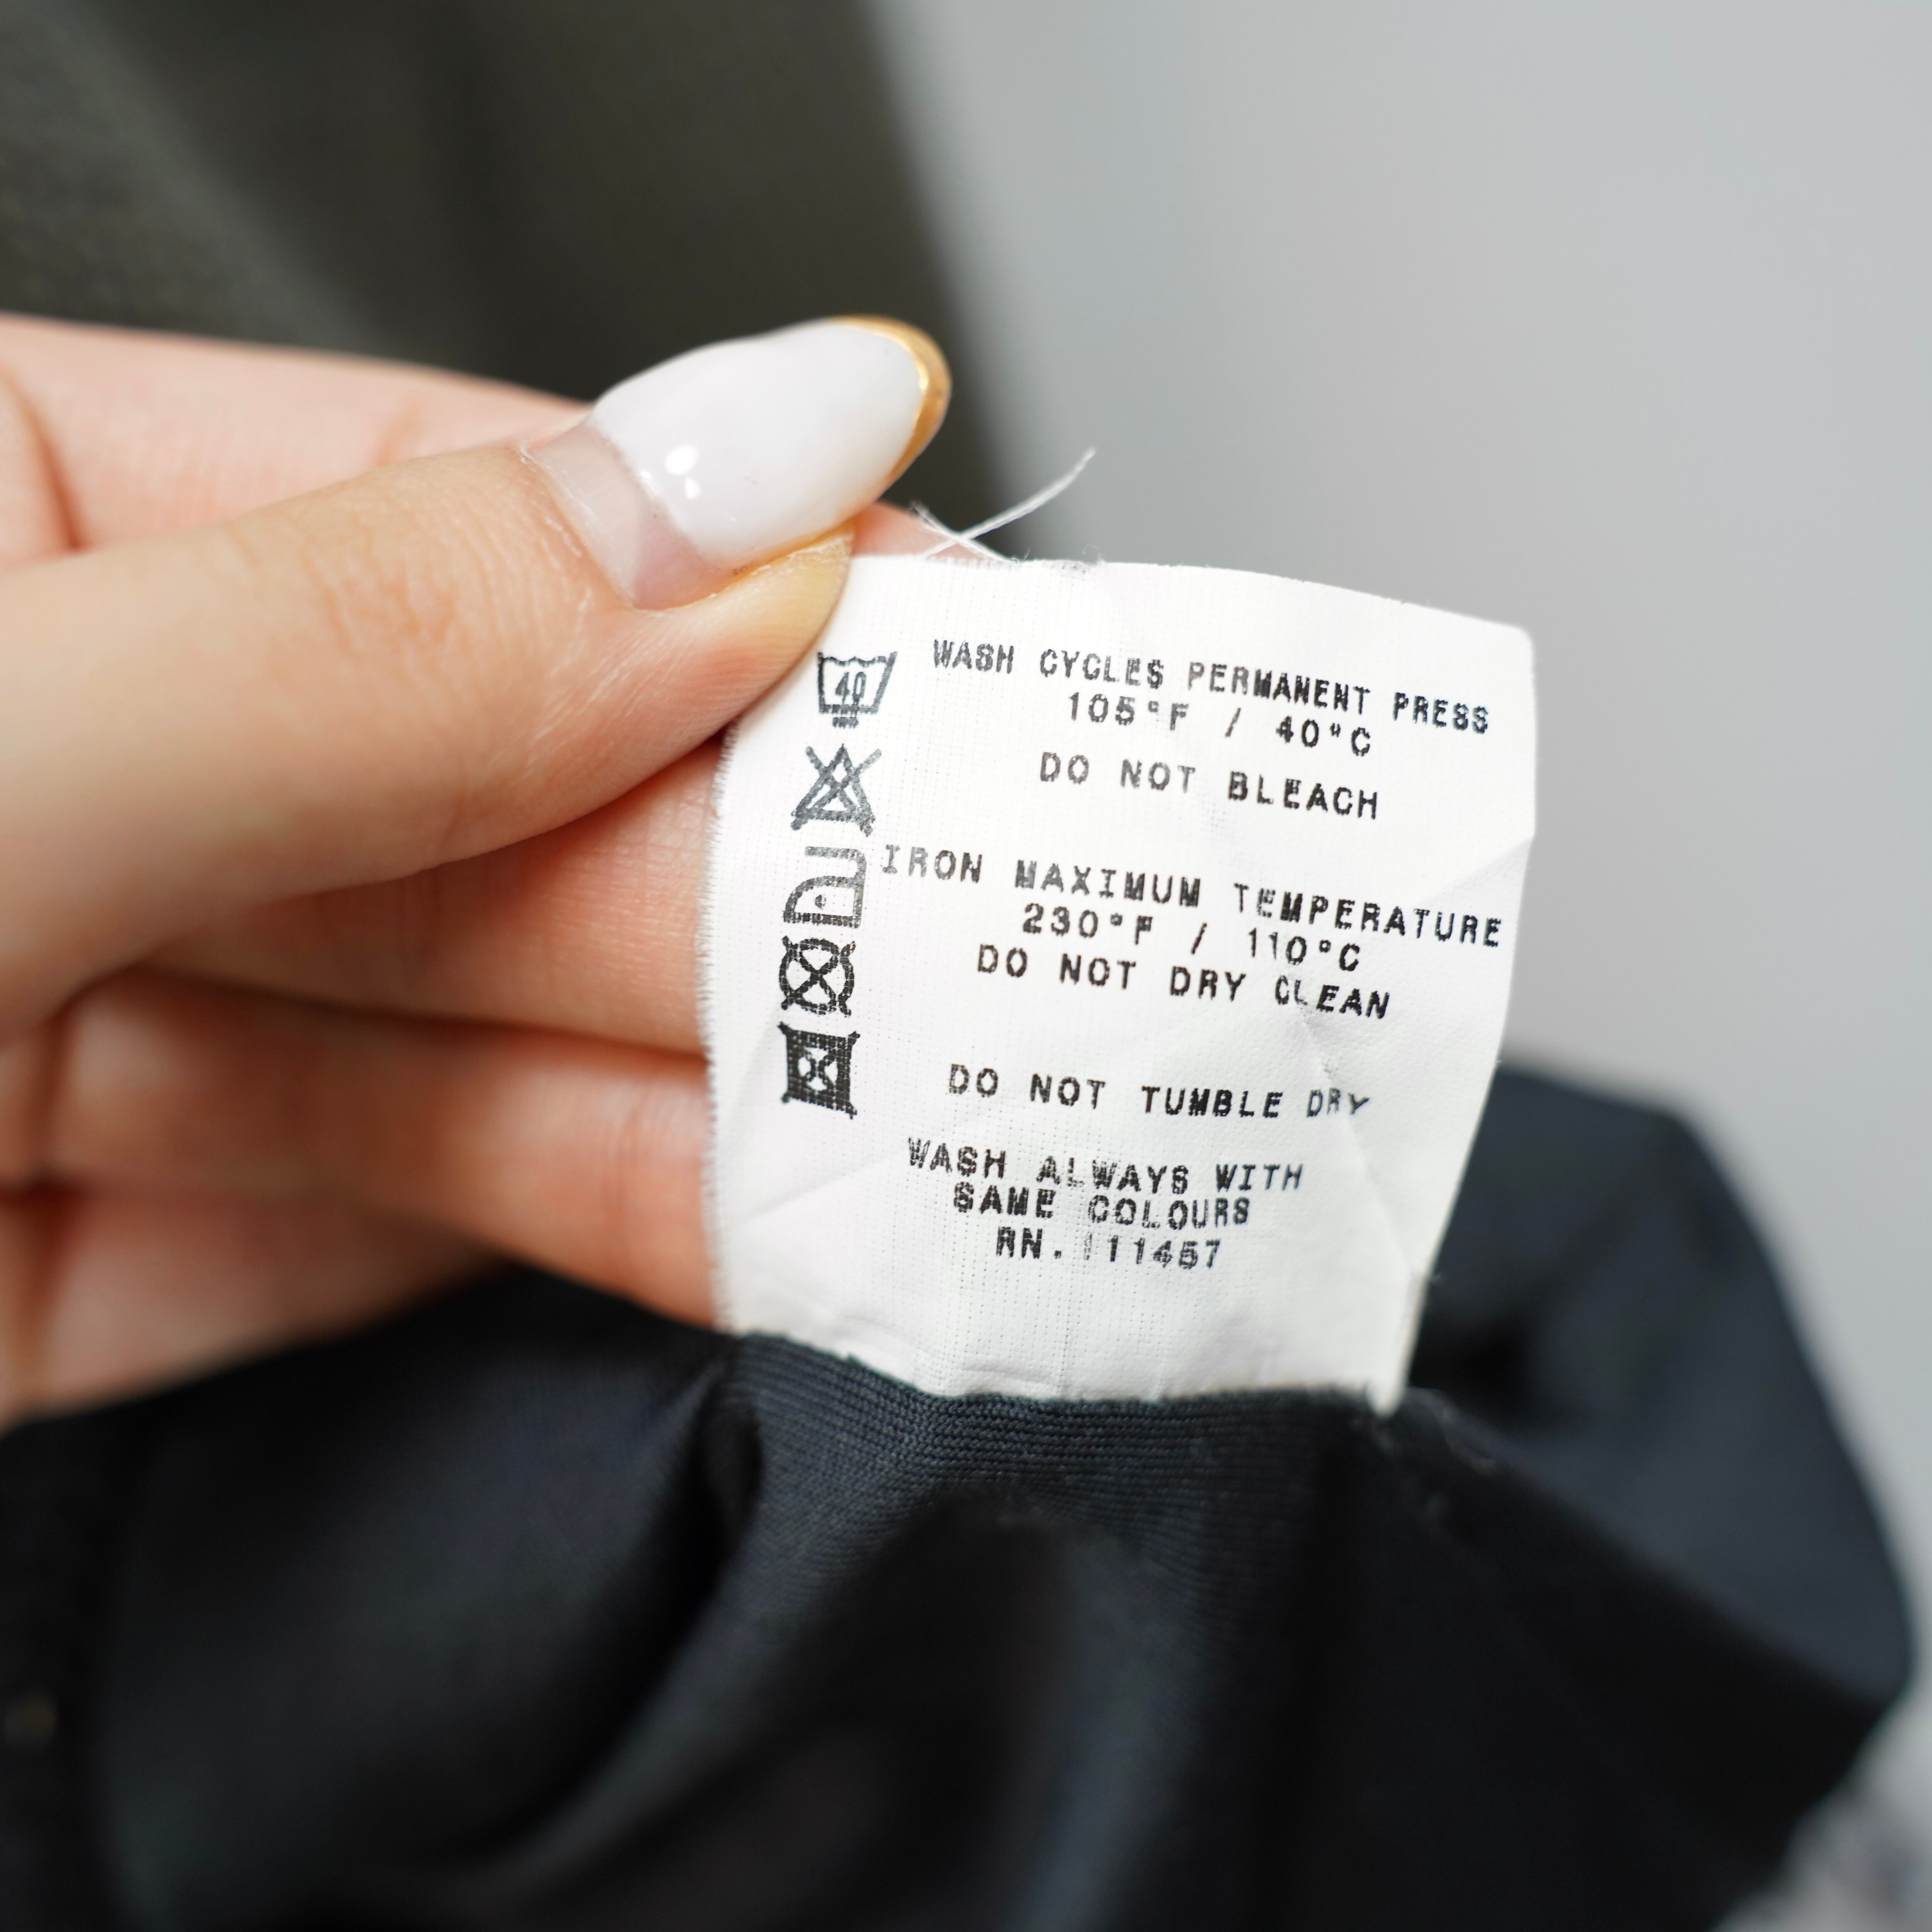 40
WASH CYCLES PERMANENT PRESS
105°F / 40°C
DO NOT BLEACH
IRON MAXIMUM TEMPERATURE
230°F / 110°C
DO NOT DRY CLEAN
DO NOT TUMBLE DRY
WASH ALWAYS WITH
SAME COLOURS
RN. 111457